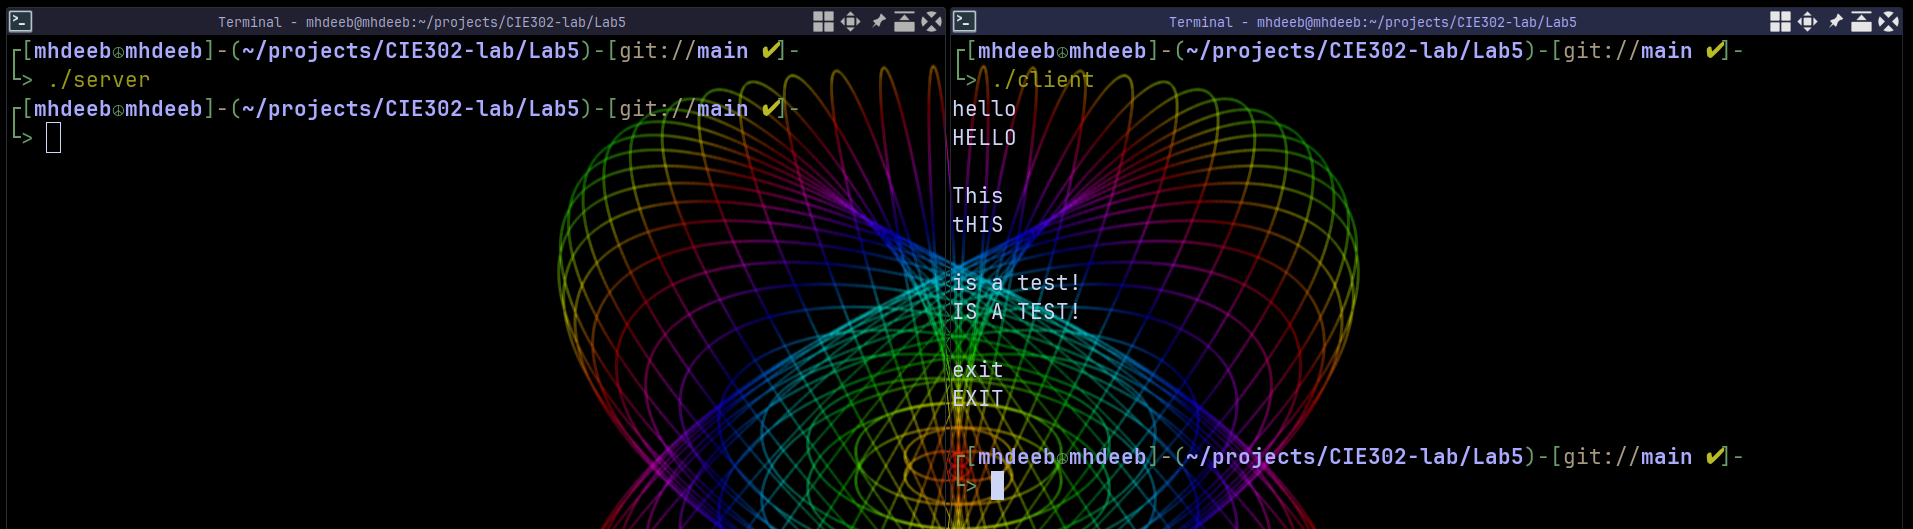 Terminal - mhdeeb@mhdeeb:~/projects/CIE302-lab/Lab5
[mhdeeb☮mhdeeb]-(~/projects/CIE302-lab/Lab5)-[git://main ✔]-
> ./server
[mhdeeb☮mhdeeb]-(~/projects/CIE302-lab/Lab5)-[git://main ✔]-
>
Terminal - mhdeeb@mhdeeb:~/projects/CIE302-lab/Lab5
[mhdeeb☮mhdeeb]-(~/projects/CIE302-lab/Lab5)-[git://main ✔]-
> ./client
hello
HELLO
This
tHIS
is a test!
IS A TEST!
exit
EXIT
[mhdeeb☮mhdeeb]-(~/projects/CIE302-lab/Lab5)-[git://main ✔]-
>